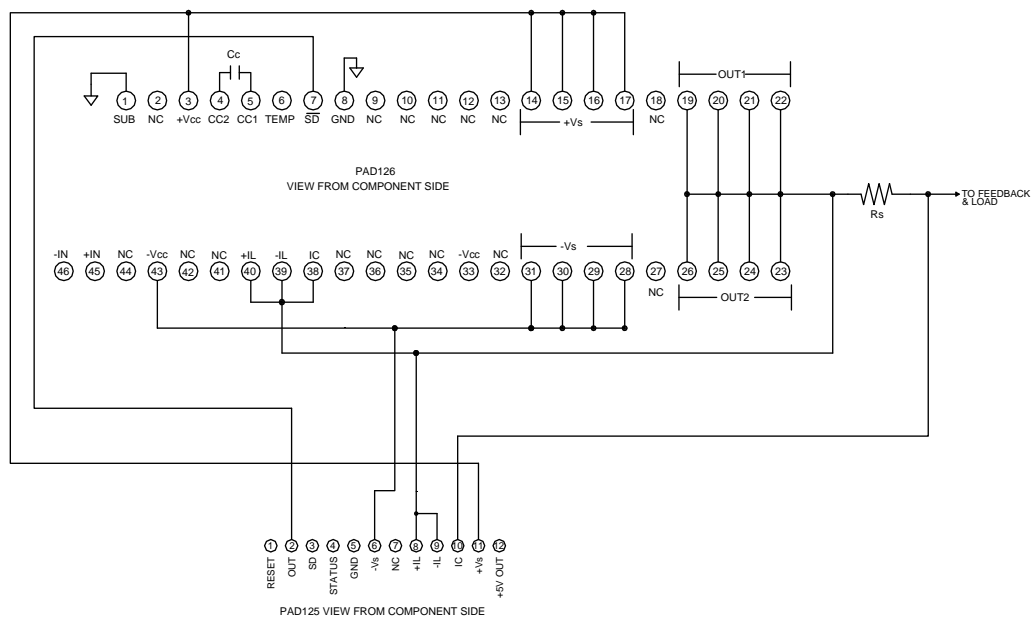 Cc
OUT1
1 2 3 4 5 6 7 8 9 10 11 12 13 14 15 16 17 18 19 20 21 22
SUB NC +Vcc CC2 CC1 TEMP SD GND NC NC NC NC NC +Vs NC
PAD126
VIEW FROM COMPONENT SIDE
Rs
TO FEEDBACK
& LOAD
-IN +IN NC -Vcc NC NC +IL -IL IC NC NC NC NC -Vcc NC -Vs
46 45 44 43 42 41 40 39 38 37 36 35 34 33 32 31 30 29 28 27 26 25 24 23
NC
OUT2
1 2 3 4 5 6 7 8 9 10 11 12
RESET OUT SD STATUS GND -Vs NC +IL -IL IC +Vs +5V OUT
PAD125 VIEW FROM COMPONENT SIDE